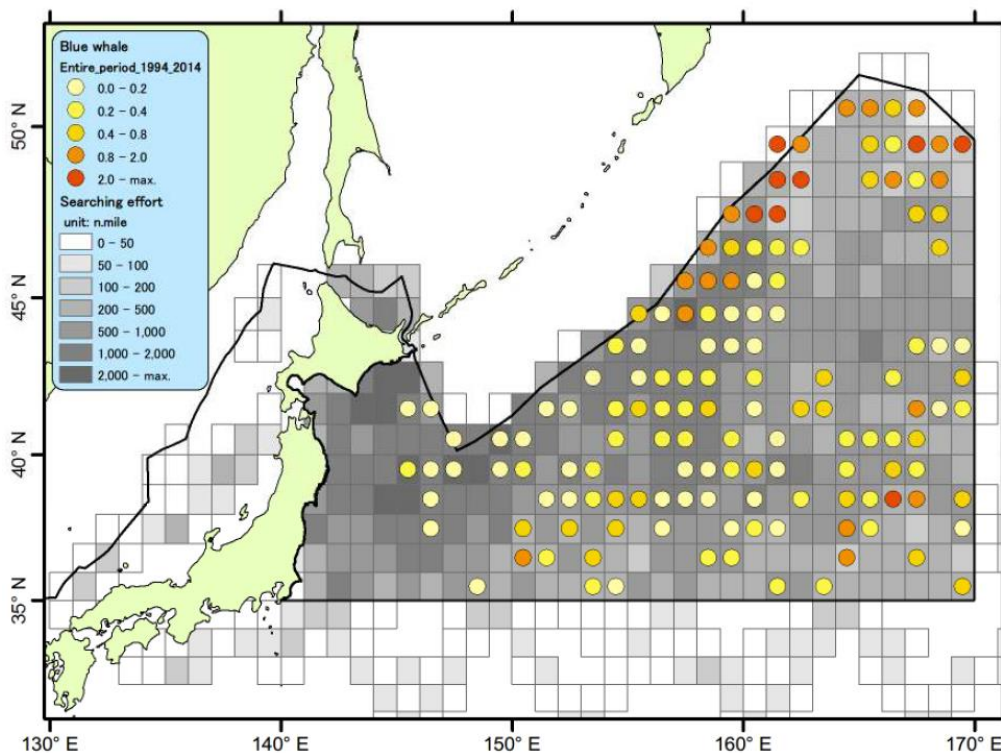 Blue whale
Entire_period_1994_2014
0.0 - 0.2
0.2 - 0.4
0.4 - 0.8
0.8 - 2.0
2.0 - max.
Searching effort
unit: n.mile
0 - 50
50 - 100
100 - 200
200 - 500
500 - 1,000
1,000 - 2,000
2,000 - max.
50° N
45° N
40° N
35° N
130° E
140° E
150° E
160° E
170° E